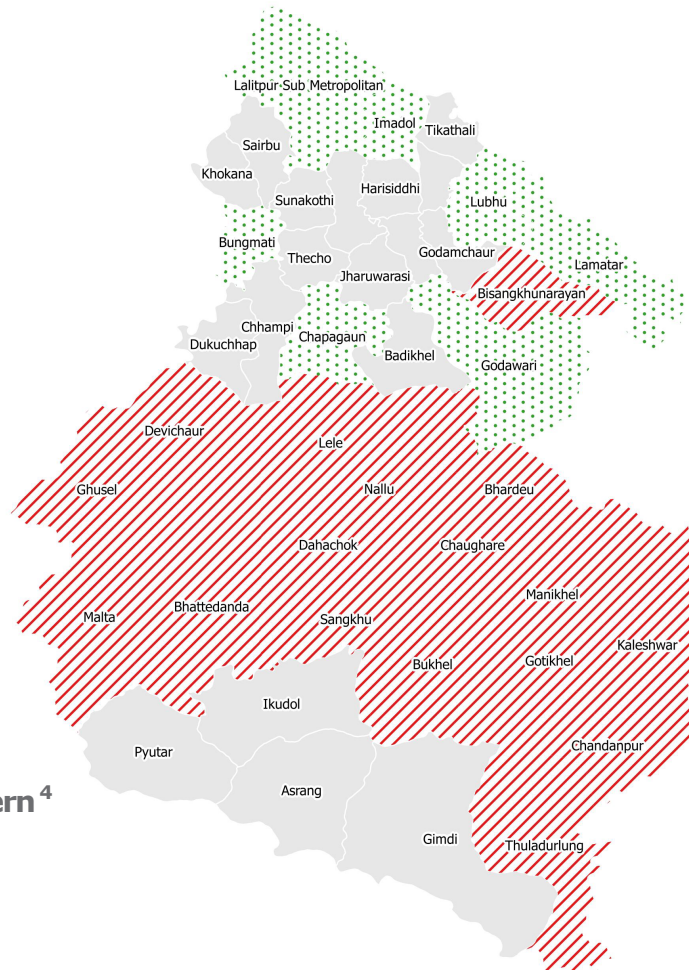 Lalitpur Sub Metropolitan
Imadol
Tikathali
Sairbu
Khokana
Harisiddhi
Sunakothi
Lubhu
Bungmati
Godamchaur
Thecho
Lamatar
Jharuwarasi
Bisangkhunarayan
Chhampi
Chapagaun
Dukuchhap
Badikhel
Godawari
Devichaur
Lele
Ghusel
Nallu
Bhardeu
Dahachok
Chaughare
Manikhel
Bhattedanda
Malta
Sangkhu
Kaleshwar
Bukhel
Gotikhel
Ikudol
Chandanpur
Pyutar
Asrang
ern 4
Gimdi
Thuladurlung